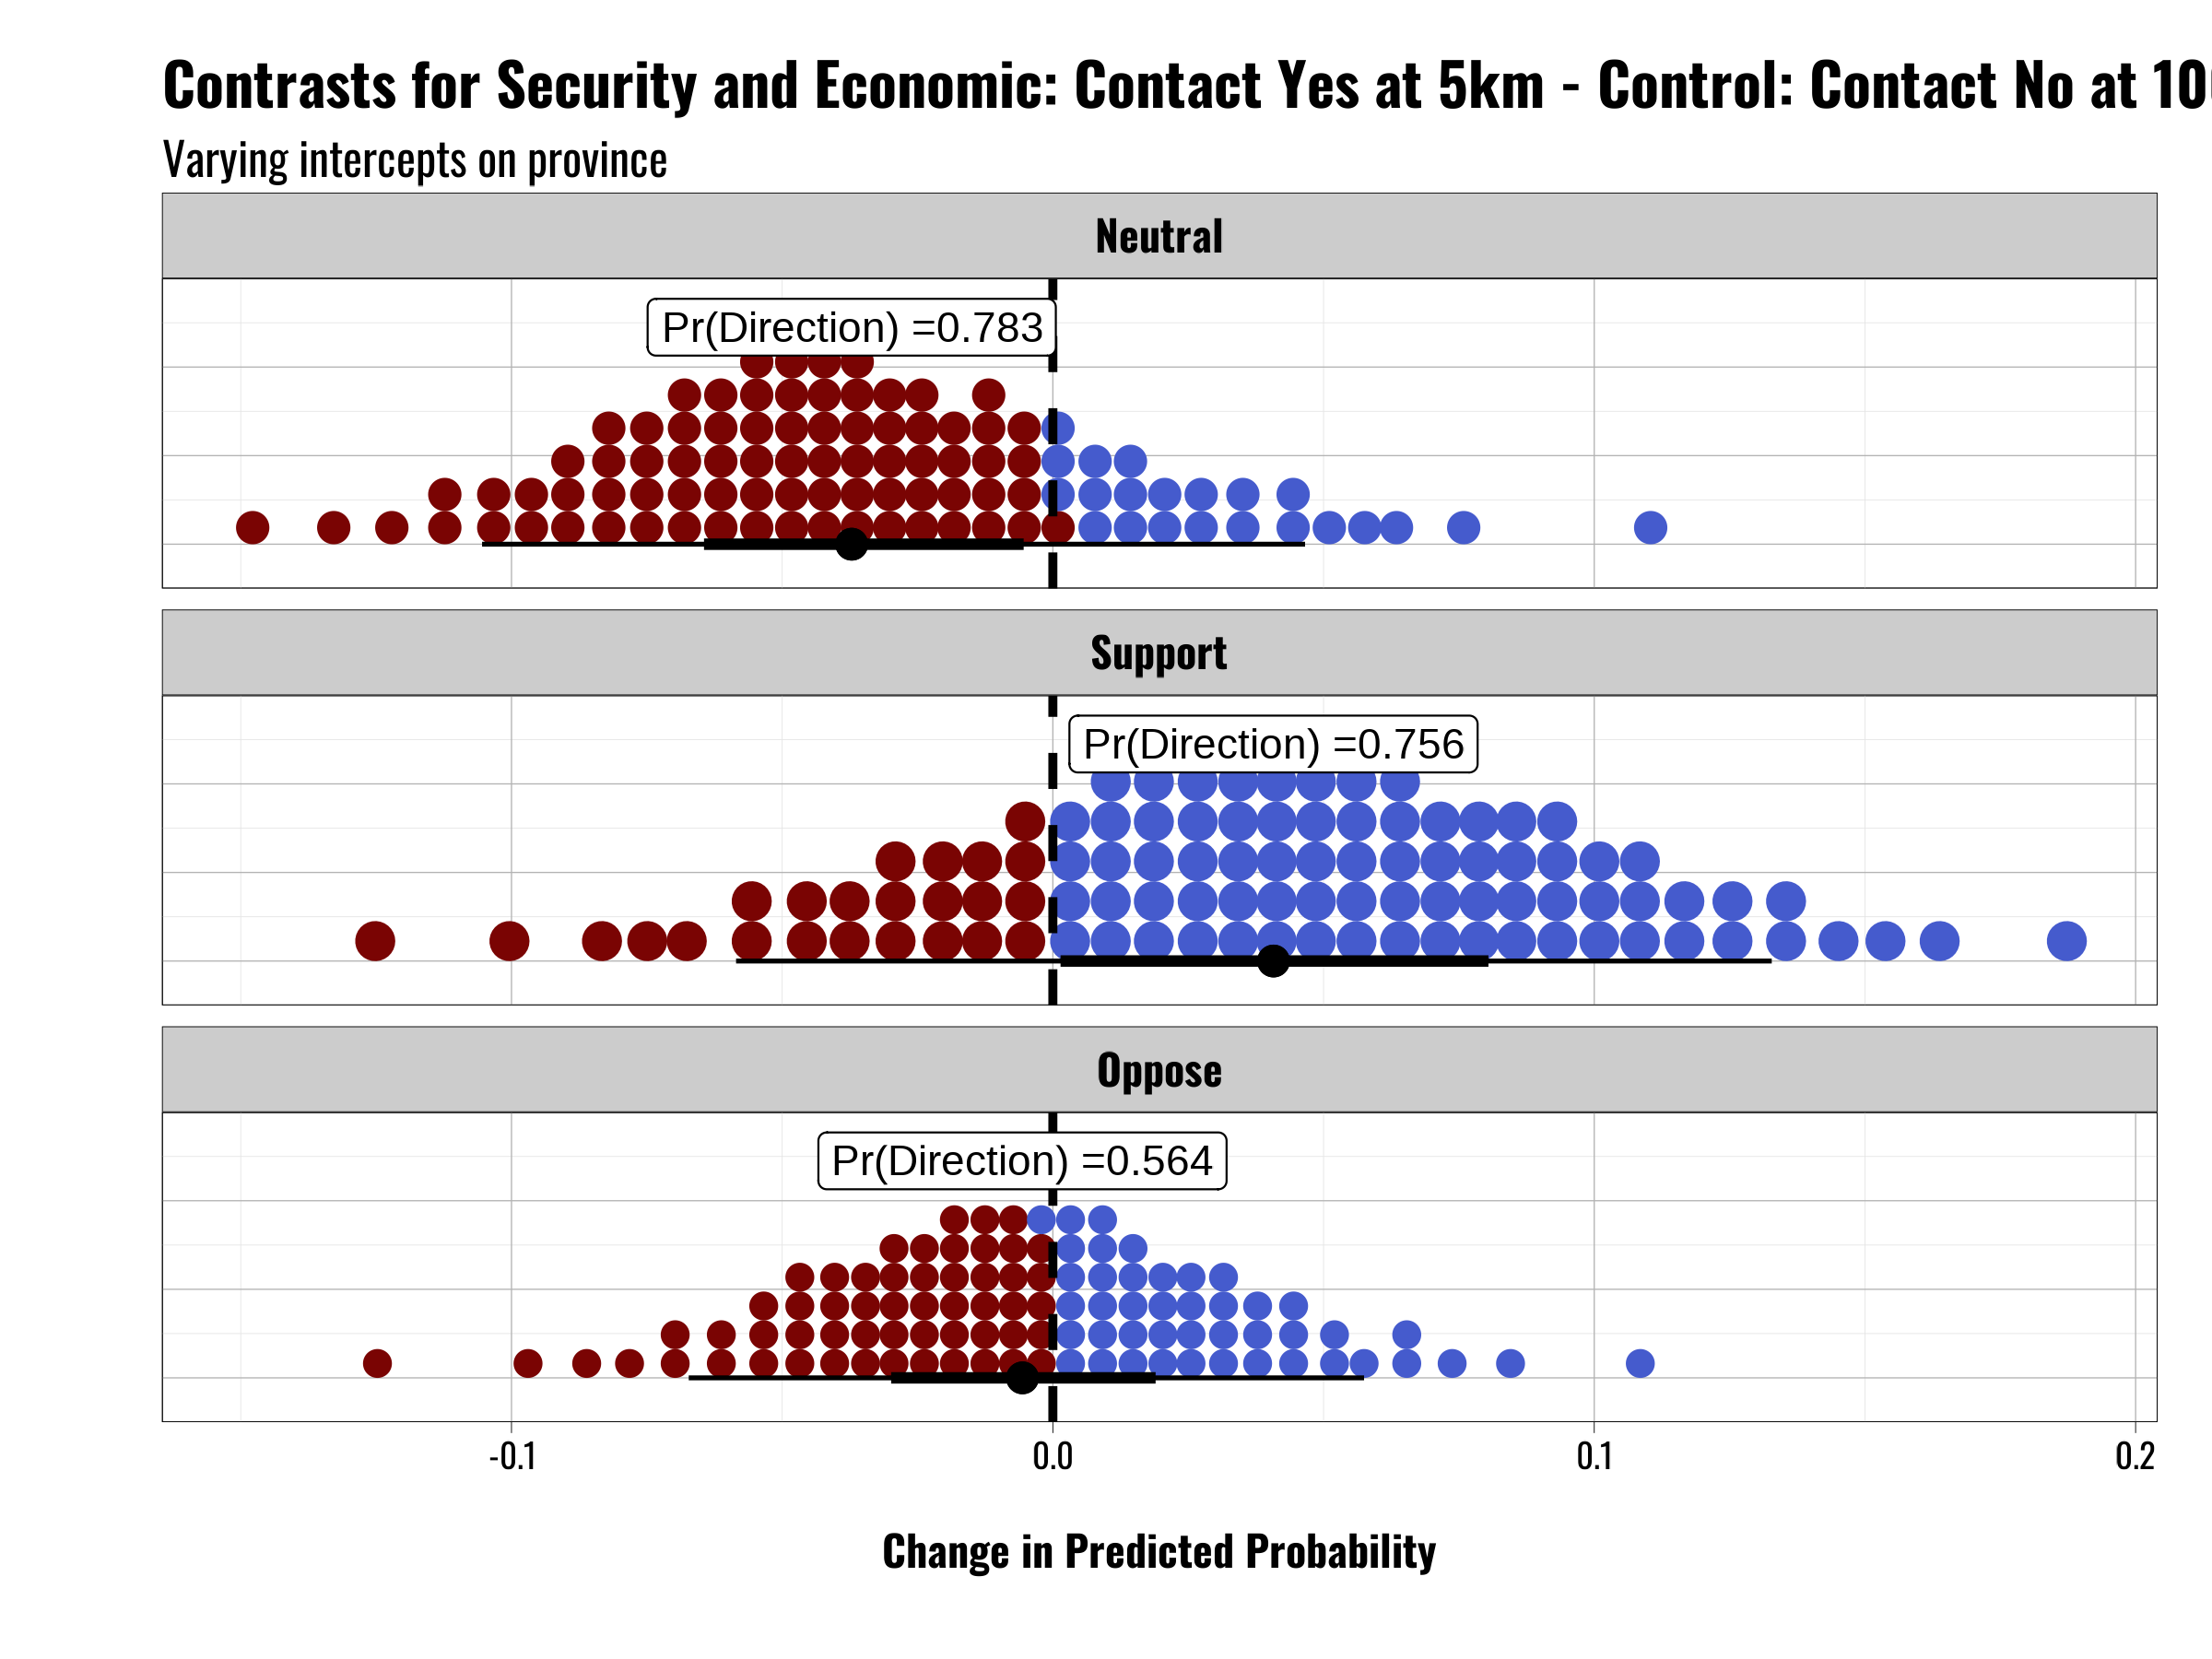 Contrasts for Security and Economic: Contact Yes at 5km - Control: Contact No at
Varying intercepts on province
Neutral
Pr(Direction) =0.783
Support
Pr(Direction) =0.756
Oppose
Pr(Direction) =0.564
-0.1 0.0 0.1 0.2
Change in Predicted Probability